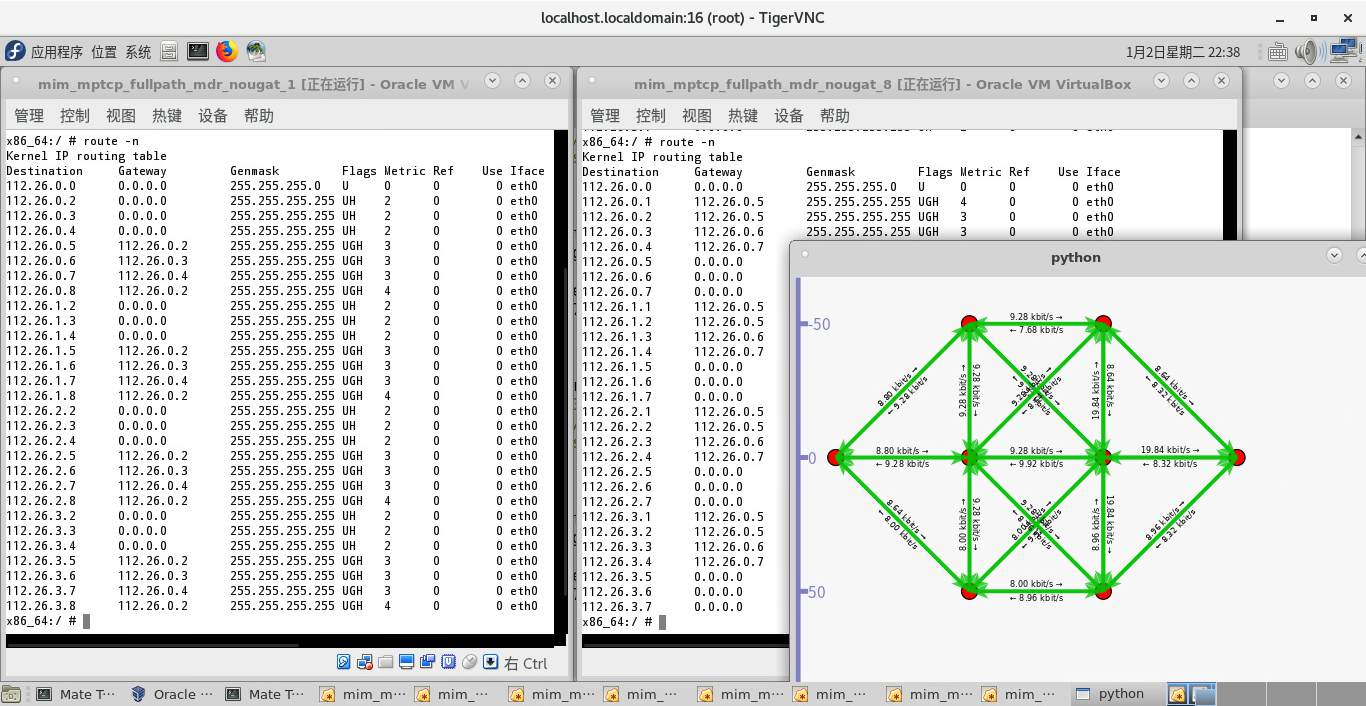 localhost.localdomain:16 (root) - TigerVNC
应用程序 位置 系统
1月2日星期二 22:38
mim_mptcp_fullpath_mdr_nougat_1 [正在运行] - Oracle VM V
管理 控制 视图 热键 设备 帮助
x86_64:/ # route -n
Kernel IP routing table
Destination Gateway Genmask Flags Metric Ref Use Iface
112.26.0.0 0.0.0.0 255.255.255.0 U 0 0 0 eth0
112.26.0.2 0.0.0.0 255.255.255.255 UH 2 0 0 eth0
112.26.0.3 0.0.0.0 255.255.255.255 UH 2 0 0 eth0
112.26.0.4 0.0.0.0 255.255.255.255 UH 2 0 0 eth0
112.26.0.5 112.26.0.2 255.255.255.255 UGH 3 0 0 eth0
112.26.0.6 112.26.0.3 255.255.255.255 UGH 3 0 0 eth0
112.26.0.7 112.26.0.4 255.255.255.255 UGH 3 0 0 eth0
112.26.0.8 112.26.0.2 255.255.255.255 UGH 4 0 0 eth0
112.26.1.2 0.0.0.0 255.255.255.255 UH 2 0 0 eth0
112.26.1.3 0.0.0.0 255.255.255.255 UH 2 0 0 eth0
112.26.1.4 0.0.0.0 255.255.255.255 UH 2 0 0 eth0
112.26.1.5 112.26.0.2 255.255.255.255 UGH 3 0 0 eth0
112.26.1.6 112.26.0.3 255.255.255.255 UGH 3 0 0 eth0
112.26.1.7 112.26.0.4 255.255.255.255 UGH 3 0 0 eth0
112.26.1.8 112.26.0.2 255.255.255.255 UGH 4 0 0 eth0
112.26.2.2 0.0.0.0 255.255.255.255 UH 2 0 0 eth0
112.26.2.3 0.0.0.0 255.255.255.255 UH 2 0 0 eth0
112.26.2.4 0.0.0.0 255.255.255.255 UH 2 0 0 eth0
112.26.2.5 112.26.0.2 255.255.255.255 UGH 3 0 0 eth0
112.26.2.6 112.26.0.3 255.255.255.255 UGH 3 0 0 eth0
112.26.2.7 112.26.0.4 255.255.255.255 UGH 3 0 0 eth0
112.26.2.8 112.26.0.2 255.255.255.255 UGH 4 0 0 eth0
112.26.3.2 0.0.0.0 255.255.255.255 UH 2 0 0 eth0
112.26.3.3 0.0.0.0 255.255.255.255 UH 2 0 0 eth0
112.26.3.4 0.0.0.0 255.255.255.255 UH 2 0 0 eth0
112.26.3.5 112.26.0.2 255.255.255.255 UGH 3 0 0 eth0
112.26.3.6 112.26.0.3 255.255.255.255 UGH 3 0 0 eth0
112.26.3.7 112.26.0.4 255.255.255.255 UGH 3 0 0 eth0
112.26.3.8 112.26.0.2 255.255.255.255 UGH 4 0 0 eth0
x86_64:/ #
右 Ctrl
mim_mptcp_fullpath_mdr_nougat_8 [正在运行] - Oracle VM VirtualBox
管理 控制 视图 热键 设备 帮助
x86_64:/ # route -n
Kernel IP routing table
Destination Gateway Genmask Flags Metric Ref Use Iface
112.26.0.0 0.0.0.0 255.255.255.0 U 0 0 0 eth0
112.26.0.1 112.26.0.5 255.255.255.255 UGH 4 0 0 eth0
112.26.0.2 112.26.0.5 255.255.255.255 UGH 3 0 0 eth0
112.26.0.3 112.26.0.6 255.255.255.255 UGH 3 0 0 eth0
112.26.0.4 112.26.0.7
112.26.0.5 0.0.0.0
112.26.0.6 0.0.0.0
112.26.0.7 0.0.0.0
112.26.1.1 112.26.0.5
112.26.1.2 112.26.0.5
112.26.1.3 112.26.0.6
112.26.1.4 112.26.0.7
112.26.1.5 0.0.0.0
112.26.1.6 0.0.0.0
112.26.1.7 0.0.0.0
112.26.2.1 112.26.0.5
112.26.2.2 112.26.0.5
112.26.2.3 112.26.0.6
112.26.2.4 112.26.0.7
112.26.2.5 0.0.0.0
112.26.2.6 0.0.0.0
112.26.2.7 0.0.0.0
112.26.3.1 112.26.0.5
112.26.3.2 112.26.0.5
112.26.3.3 112.26.0.6
112.26.3.4 112.26.0.7
112.26.3.5 0.0.0.0
112.26.3.6 0.0.0.0
112.26.3.7 0.0.0.0
x86_64:/ #
python
-50
9.28 kbit/s →
← 7.68 kbit/s
8.80 kbit/s →
← 9.28 kbit/s
9.28 kbit/s →
9.28 kbit/s →
19.84 kbit/s →
8.64 kbit/s →
8.64 kbit/s →
← 8.32 kbit/s
0
8.80 kbit/s →
← 9.28 kbit/s
9.28 kbit/s →
← 9.92 kbit/s
19.84 kbit/s →
← 8.32 kbit/s
8.64 kbit/s →
← 8.00 kbit/s
8.00 kbit/s →
9.28 kbit/s →
8.96 kbit/s →
19.84 kbit/s →
8.96 kbit/s →
← 8.32 kbit/s
50
8.00 kbit/s →
← 8.96 kbit/s
Mate T··· Oracle ··· Mate T··· mim_m··· mim_··· mim_m··· mim_··· mim_m··· mim_··· mim_m··· mim_··· python